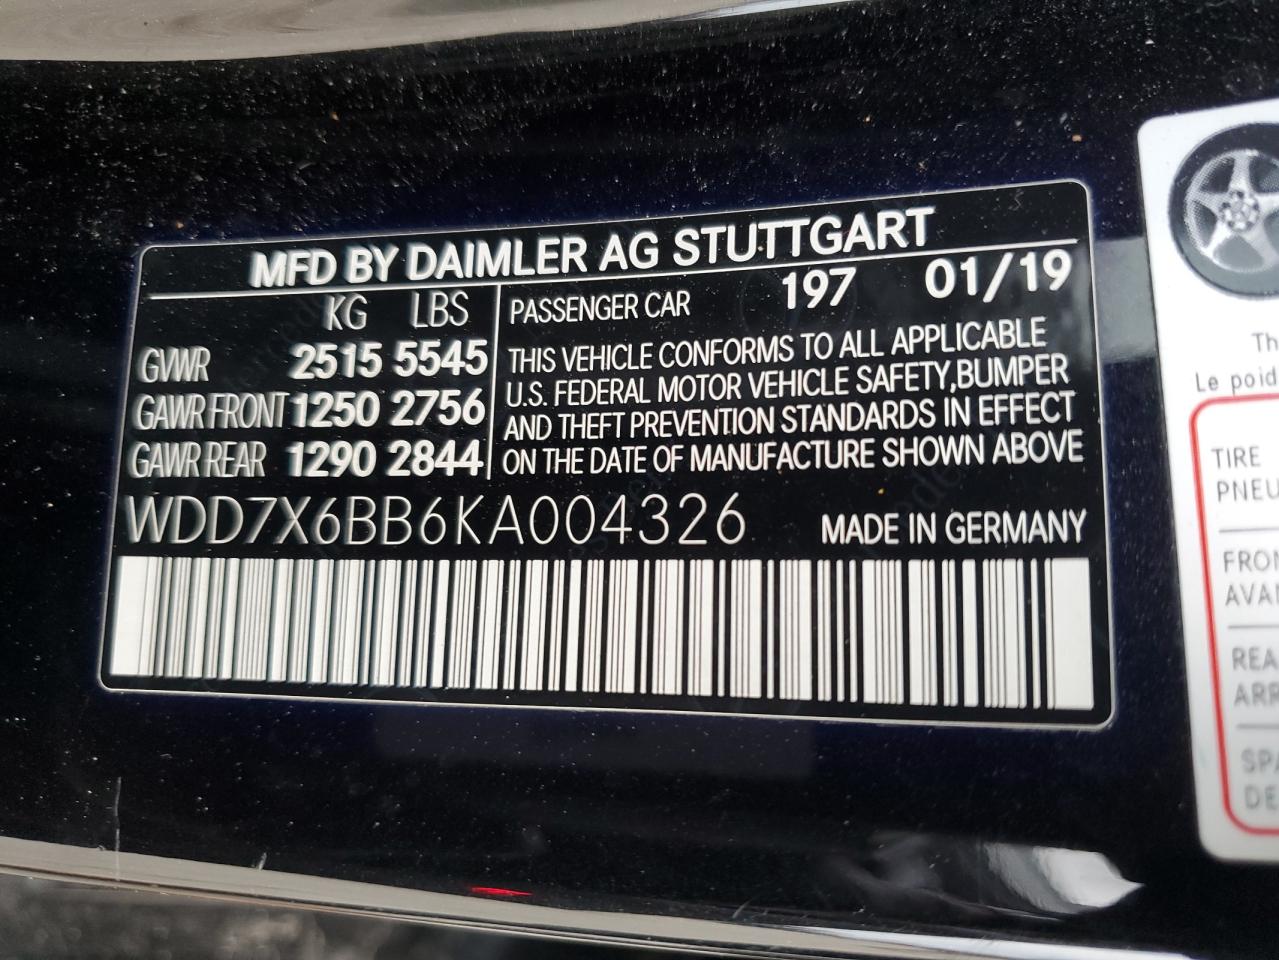 MFD BY DAIMLER AG STUTTGART
KG LBS
GVWR 2515 5545
GAWR FRONT 1250 2756
GAWR REAR 1290 2844
PASSENGER CAR 197 01/19
THIS VEHICLE CONFORMS TO ALL APPLICABLE
U.S. FEDERAL MOTOR VEHICLE SAFETY,BUMPER
AND THEFT PREVENTION STANDARDS IN EFFECT
ON THE DATE OF MANUFACTURE SHOWN ABOVE
WDD7X6BB6KA004326 MADE IN GERMANY
Th
Le poid
TIRE
PNEU
FRON
AVA
REA
ARR
SPA
DE